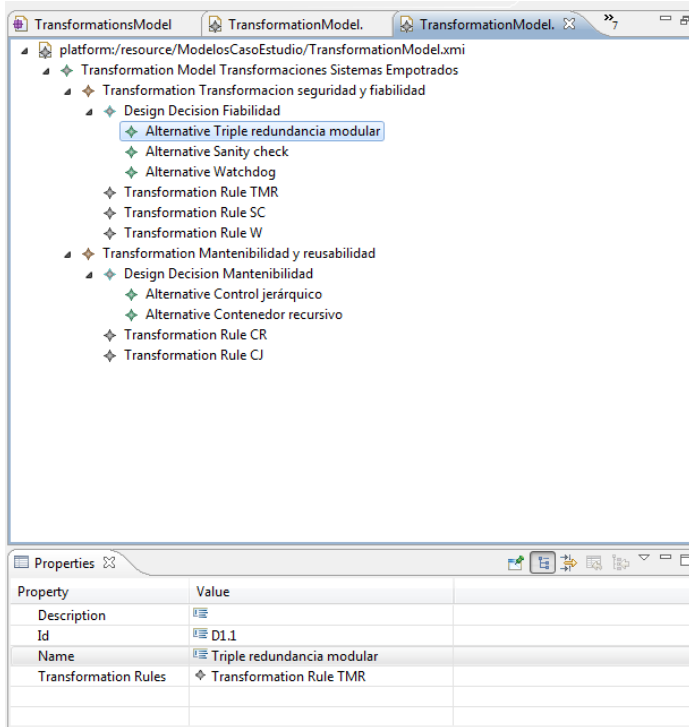 TransformationsModel TransformationModel. TransformationModel. »7
platform:/resource/ModelosCasoEstudio/TransformationModel.xmi
Transformation Model Transformaciones Sistemas Empotrados
Transformation Transformacion seguridad y fiabilidad
Design Decision Fiabilidad
Alternative Triple redundancia modular
Alternative Sanity check
Alternative Watchdog
Transformation Rule TMR
Transformation Rule SC
Transformation Rule W
Transformation Mantenibilidad y reusabilidad
Design Decision Mantenibilidad
Alternative Control jerárquico
Alternative Contenedor recursivo
Transformation Rule CR
Transformation Rule CJ
Properties
Property Value
Description
Id D1.1
Name Triple redundancia modular
Transformation Rules Transformation Rule TMR